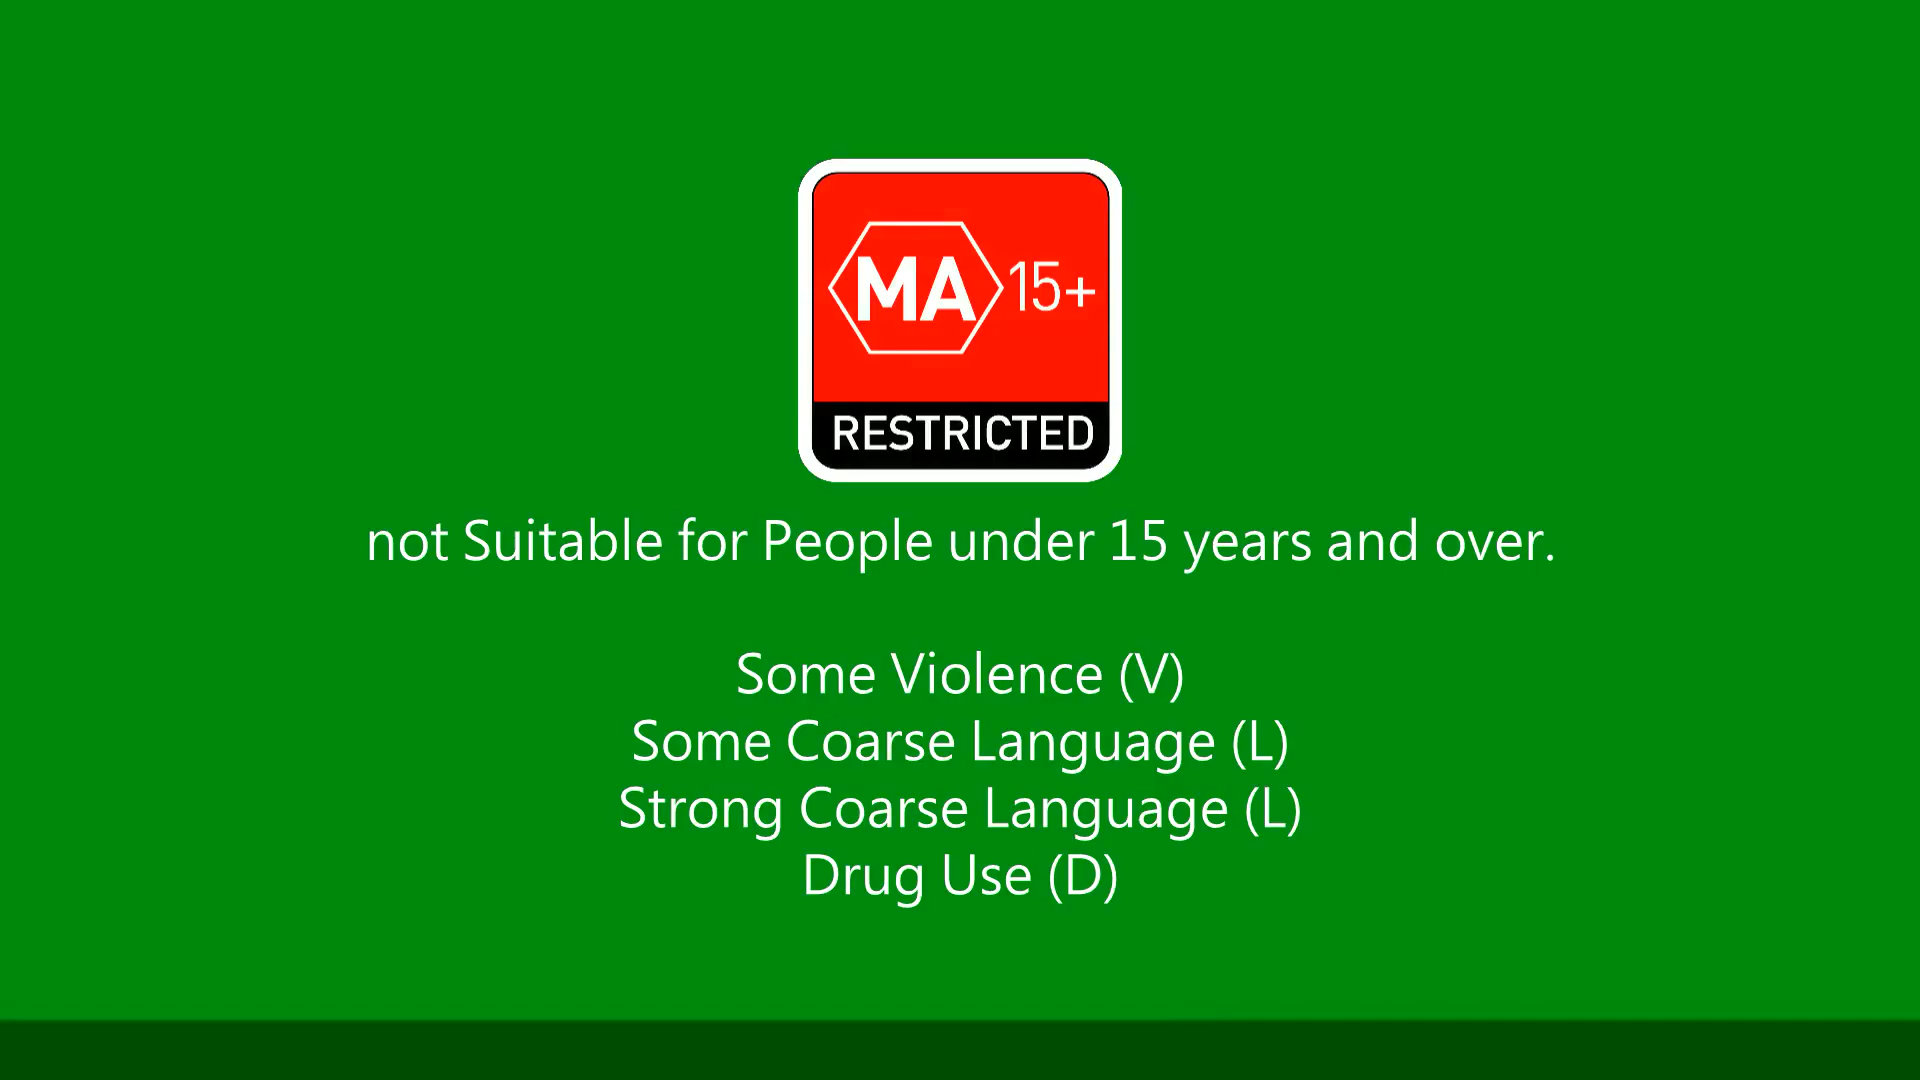 MA 15+
RESTRICTED
not Suitable for People under 15 years and over.
Some Violence (V)
Some Coarse Language (L)
Strong Coarse Language (L)
Drug Use (D)